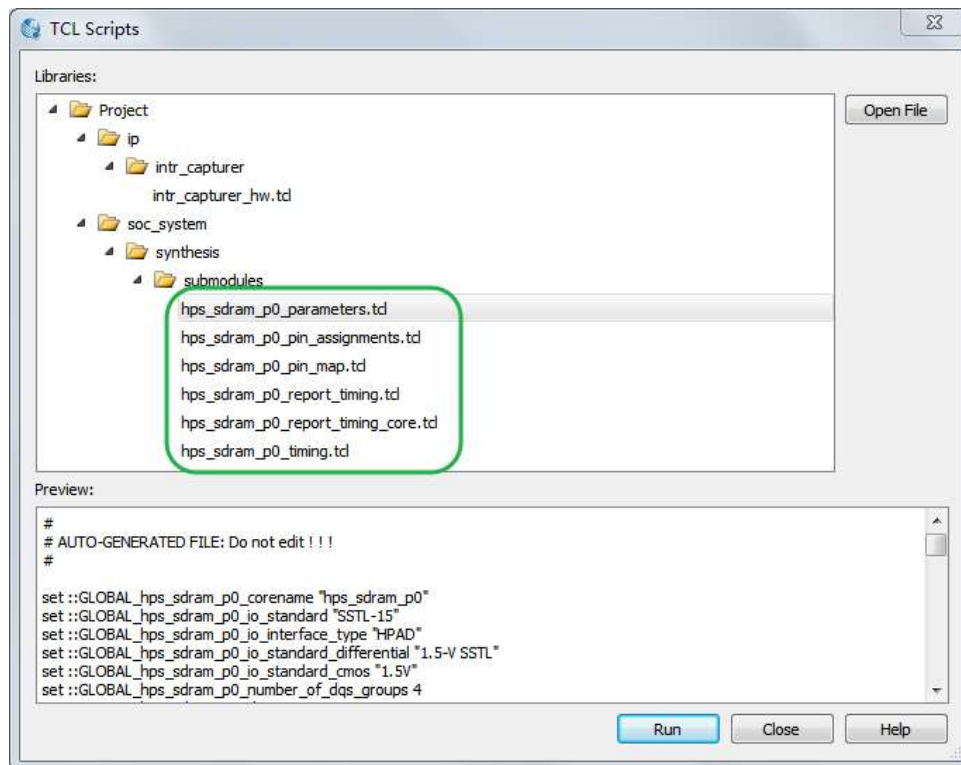 TCL Scripts
Libraries:
Project
Open File
ip
intr_capturer
intr_capturer_hw.tcl
soc_system
synthesis
submodules
hps_sdram_p0_parameters.tcl
hps_sdram_p0_pin_assignments.tcl
hps_sdram_p0_pin_map.tcl
hps_sdram_p0_report_timing.tcl
hps_sdram_p0_report_timing_core.tcl
hps_sdram_p0_timing.tcl
Preview:
#
# AUTO-GENERATED FILE: Do not edit ! ! !
#
set ::GLOBAL_hps_sdram_p0_corename "hps_sdram_p0"
set ::GLOBAL_hps_sdram_p0_io_standard "SSTL-15"
set ::GLOBAL_hps_sdram_p0_io_interface_type "HPAD"
set ::GLOBAL_hps_sdram_p0_io_standard_differential "1.5-V SSTL"
set ::GLOBAL_hps_sdram_p0_io_standard_cmos "1.5V"
set ::GLOBAL_hps_sdram_p0_number_of_dqs_groups 4
Run
Close
Help